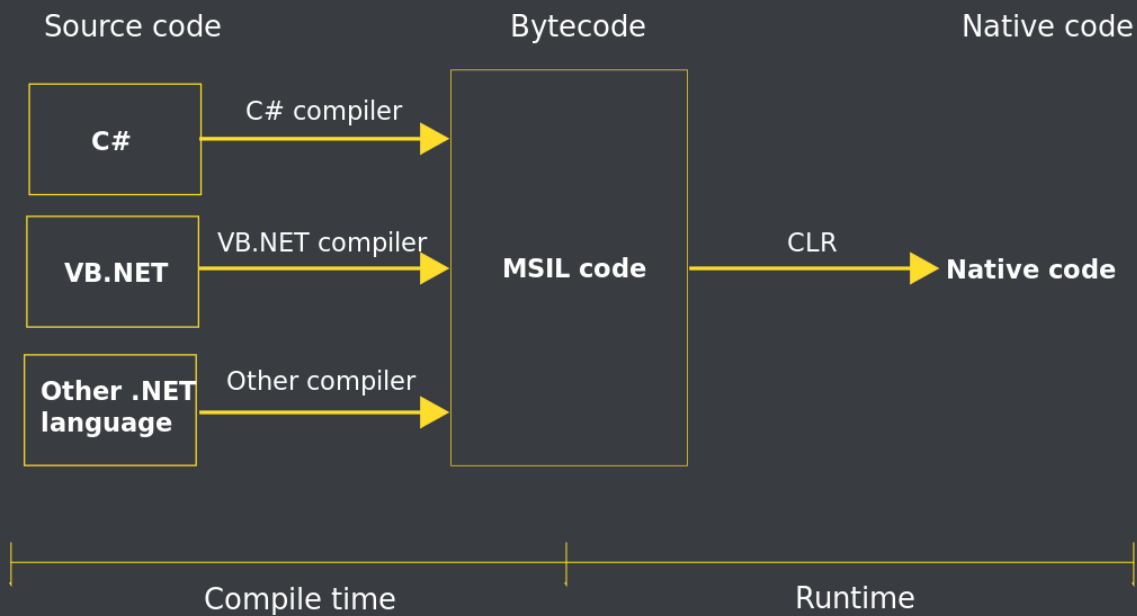 Source code
Bytecode
Native code
C#
C# compiler
VB.NET
VB.NET compiler
MSIL code
CLR
Native code
Other .NET
language
Other compiler
Compile time
Runtime